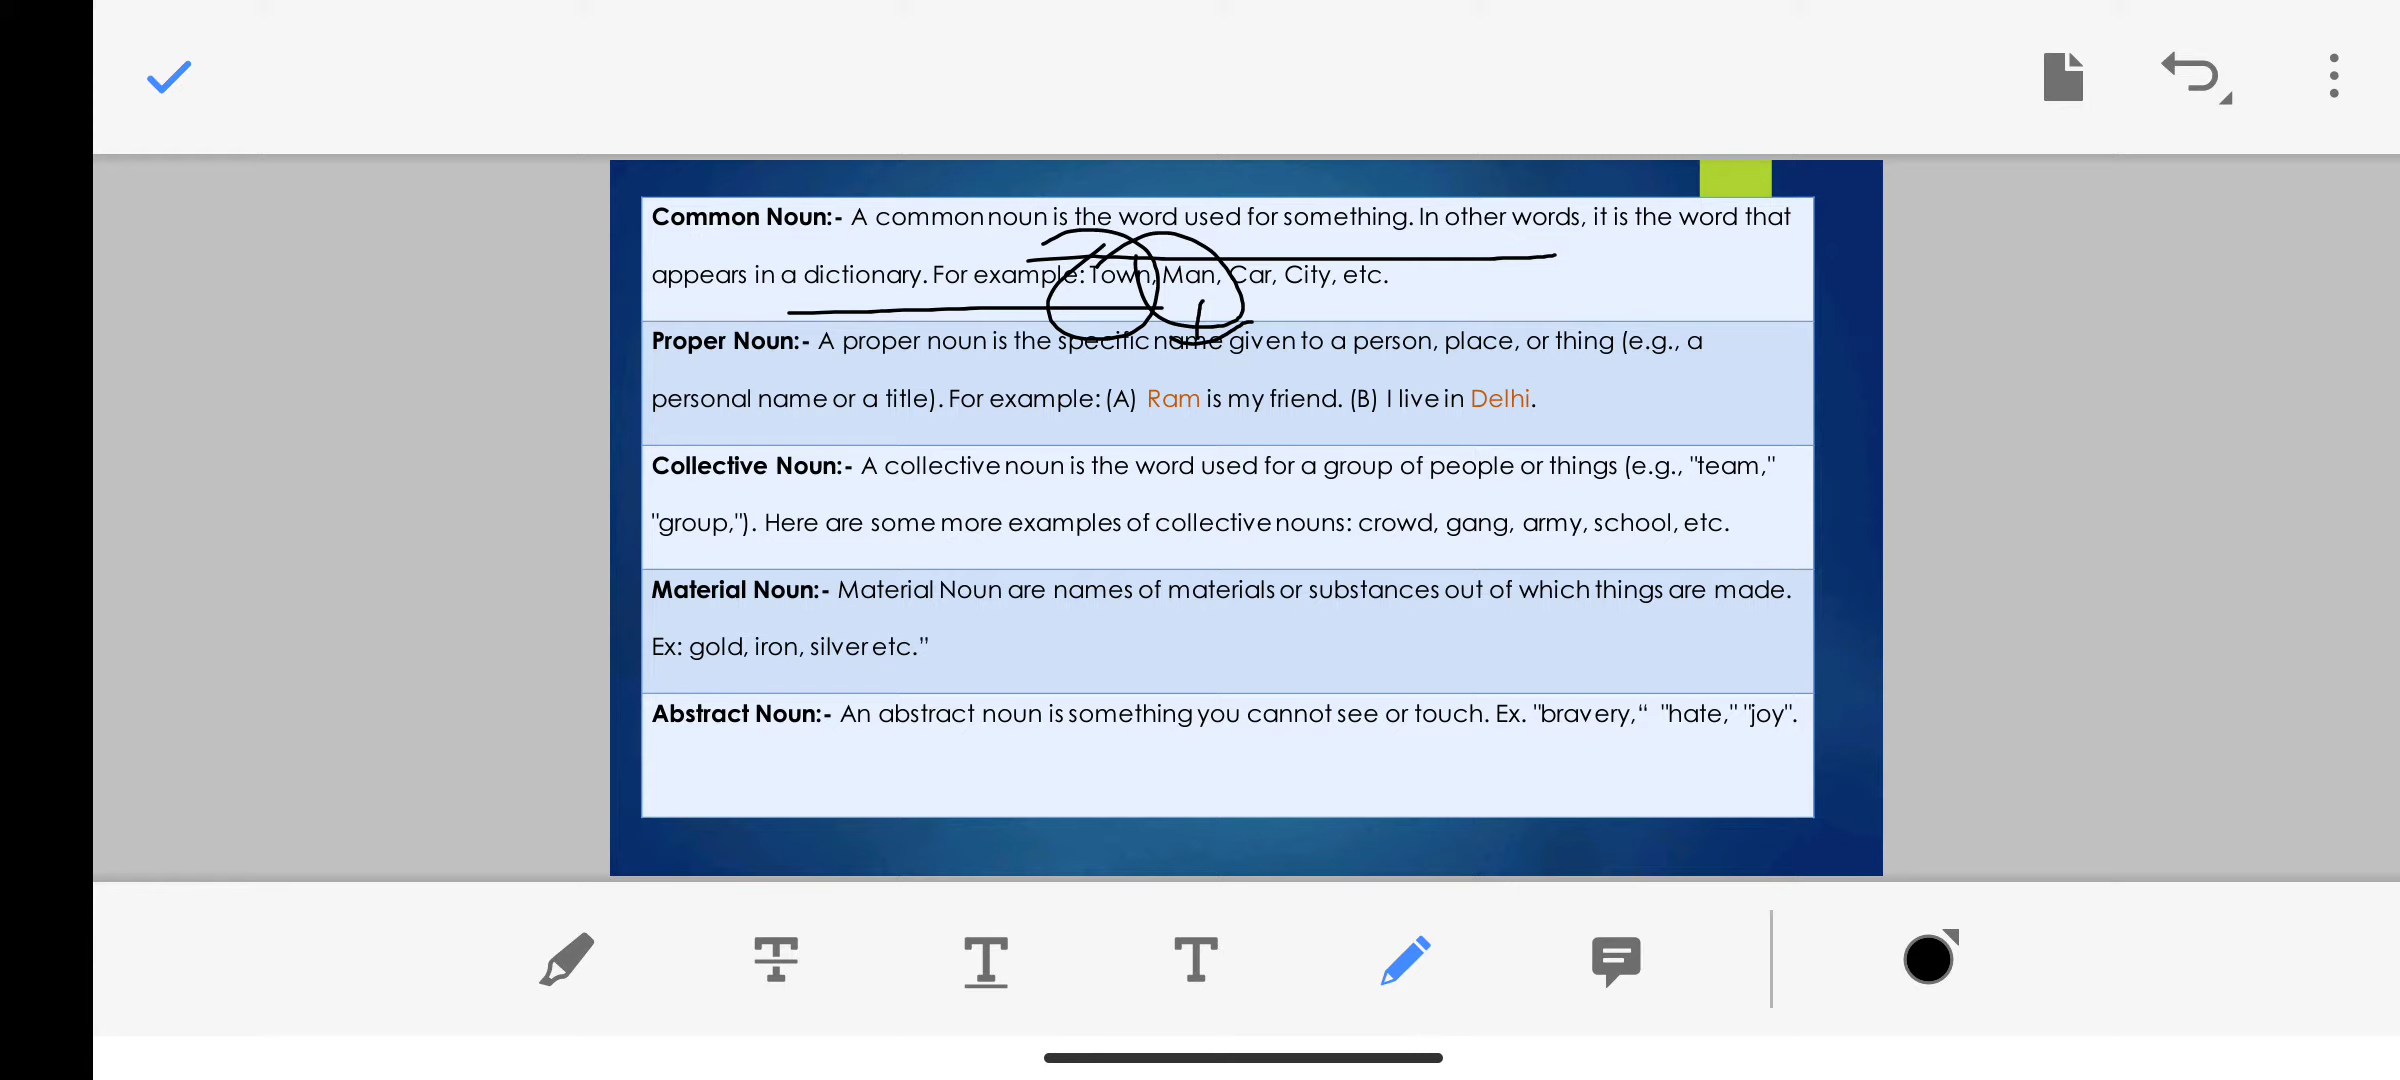 Common Noun:- A common noun is the word used for something. In other words, it is the word that
appears in a dictionary. For example: Town, Man, Car, City, etc.
Proper Noun:- A proper noun is the specific name given to a person, place, or thing (e.g., a
personal name or a title). For example: (A) Ram is my friend. (B) I live in Delhi.
Collective Noun:- A collective noun is the word used for a group of people or things (e.g., "team,"
"group,"). Here are some more examples of collective nouns: crowd, gang, army, school, etc.
Material Noun:- Material Noun are names of materials or substances out of which things are made.
Ex: gold, iron, silver etc.”
Abstract Noun:- An abstract noun is something you cannot see or touch. Ex. "bravery,“ "hate," "joy".